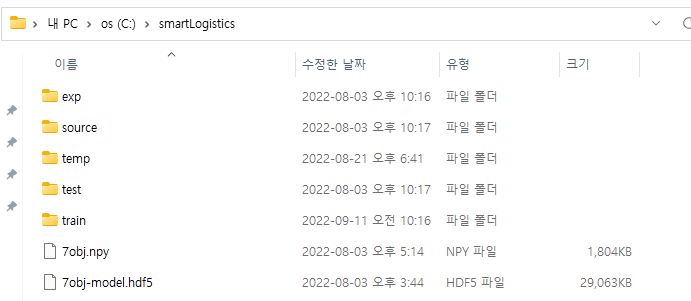 내 PC > os (C:) > smartLogistics
이름 수정한 날짜 유형 크기
exp 2022-08-03 오후 10:16 파일 폴더
source 2022-08-03 오후 10:17 파일 폴더
temp 2022-08-21 오후 6:41 파일 폴더
test 2022-08-03 오후 10:17 파일 폴더
train 2022-09-11 오전 10:16 파일 폴더
7obj.npy 2022-08-03 오후 5:14 NPY 파일 1,804KB
7obj-model.hdf5 2022-08-03 오후 3:44 HDF5 파일 29,063KB